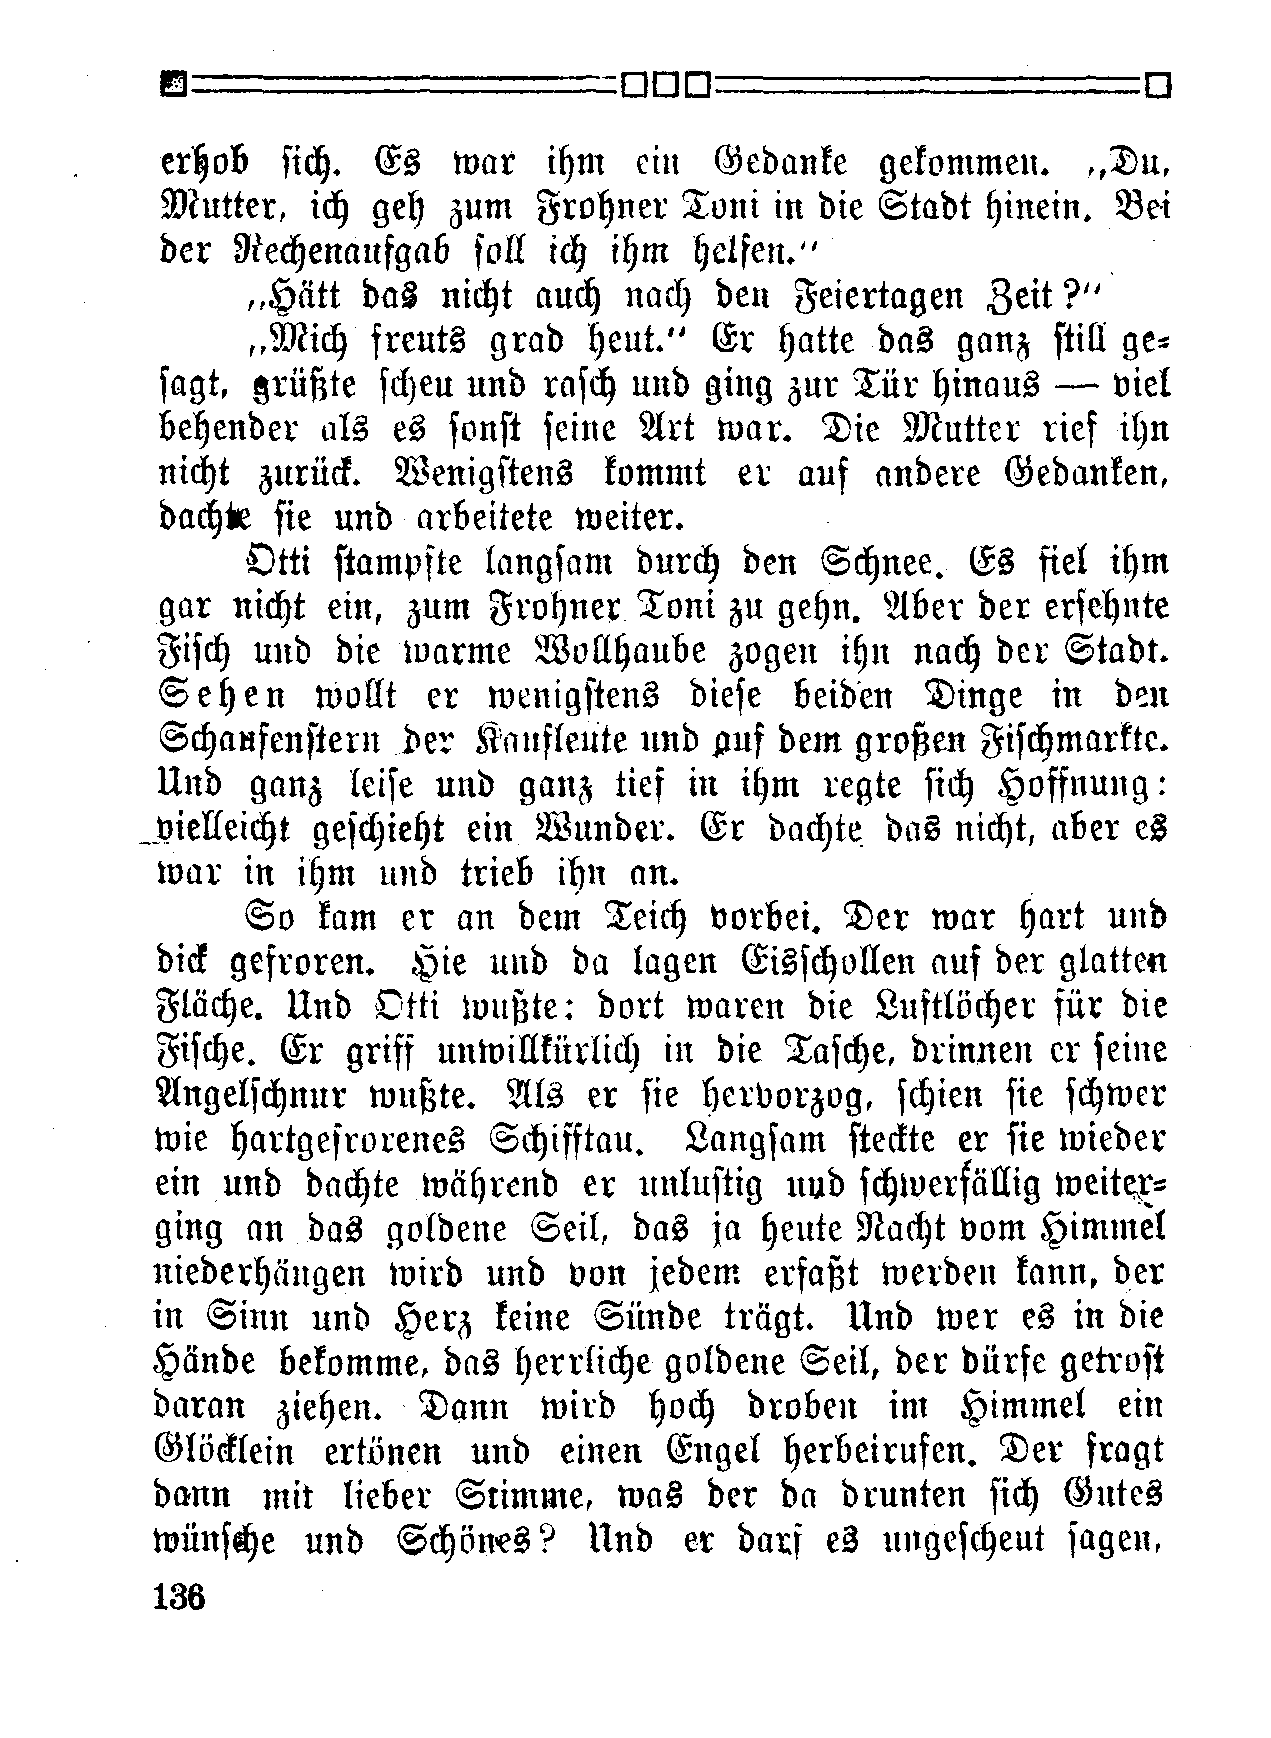 erhob sich. Es war ihm ein Gedanke gekommen. „Du,
Mutter, ich geh zum Frohner Toni in die Stadt hinein. Bei
der Rechenaufgab soll ich ihm helfen.“
„Hätt das nicht auch nach den Feiertagen Zeit?“
„Mich freuts grad heut.“ Er hatte das ganz still ge-
sagt, grüßte scheu und rasch und ging zur Tür hinaus — viel
behender als es sonst seine Art war. Die Mutter rief ihn
nicht zurück. Wenigstens kommt er auf andere Gedanken,
dachte sie und arbeitete weiter.
Otti stampfte langsam durch den Schnee. Es fiel ihm
gar nicht ein, zum Frohner Toni zu gehn. Aber der ersehnte
Fisch und die warme Wollhaube zogen ihn nach der Stadt.
Sehen wollt er wenigstens diese beiden Dinge in den
Schaufenstern der Kaufleute und auf dem großen Fischmarkte.
Und ganz leise und ganz tief in ihm regte sich Hoffnung:
vielleicht geschieht ein Wunder. Er dachte das nicht, aber es
war in ihm und trieb ihn an.
So kam er an dem Teich vorbei. Der war hart und
dick gefroren. Hie und da lagen Eisschollen auf der glatten
Fläche. Und Otti wußte: dort waren die Luftlöcher für die
Fische. Er griff unwillkürlich in die Tasche, drinnen er seine
Angelschnur wußte. Als er sie hervorzog, schien sie schwer
wie hartgefrorenes Schifftau. Langsam steckte er sie wieder
ein und dachte während er unlustig und schwerfällig weiter-
ging an das goldene Seil, das ja heute Nacht vom Himmel
niederhängen wird und von jedem erfaßt werden kann, der
in Sinn und Herz keine Sünde trägt. Und wer es in die
Hände bekomme, das herrliche goldene Seil, der dürfe getrost
daran ziehen. Dann wird hoch droben im Himmel ein
Glöcklein ertönen und einen Engel herbeirufen. Der fragt
dann mit lieber Stimme, was der da drunten sich Gutes
wünsche und Schönes? Und er darf es ungescheut sagen,
136